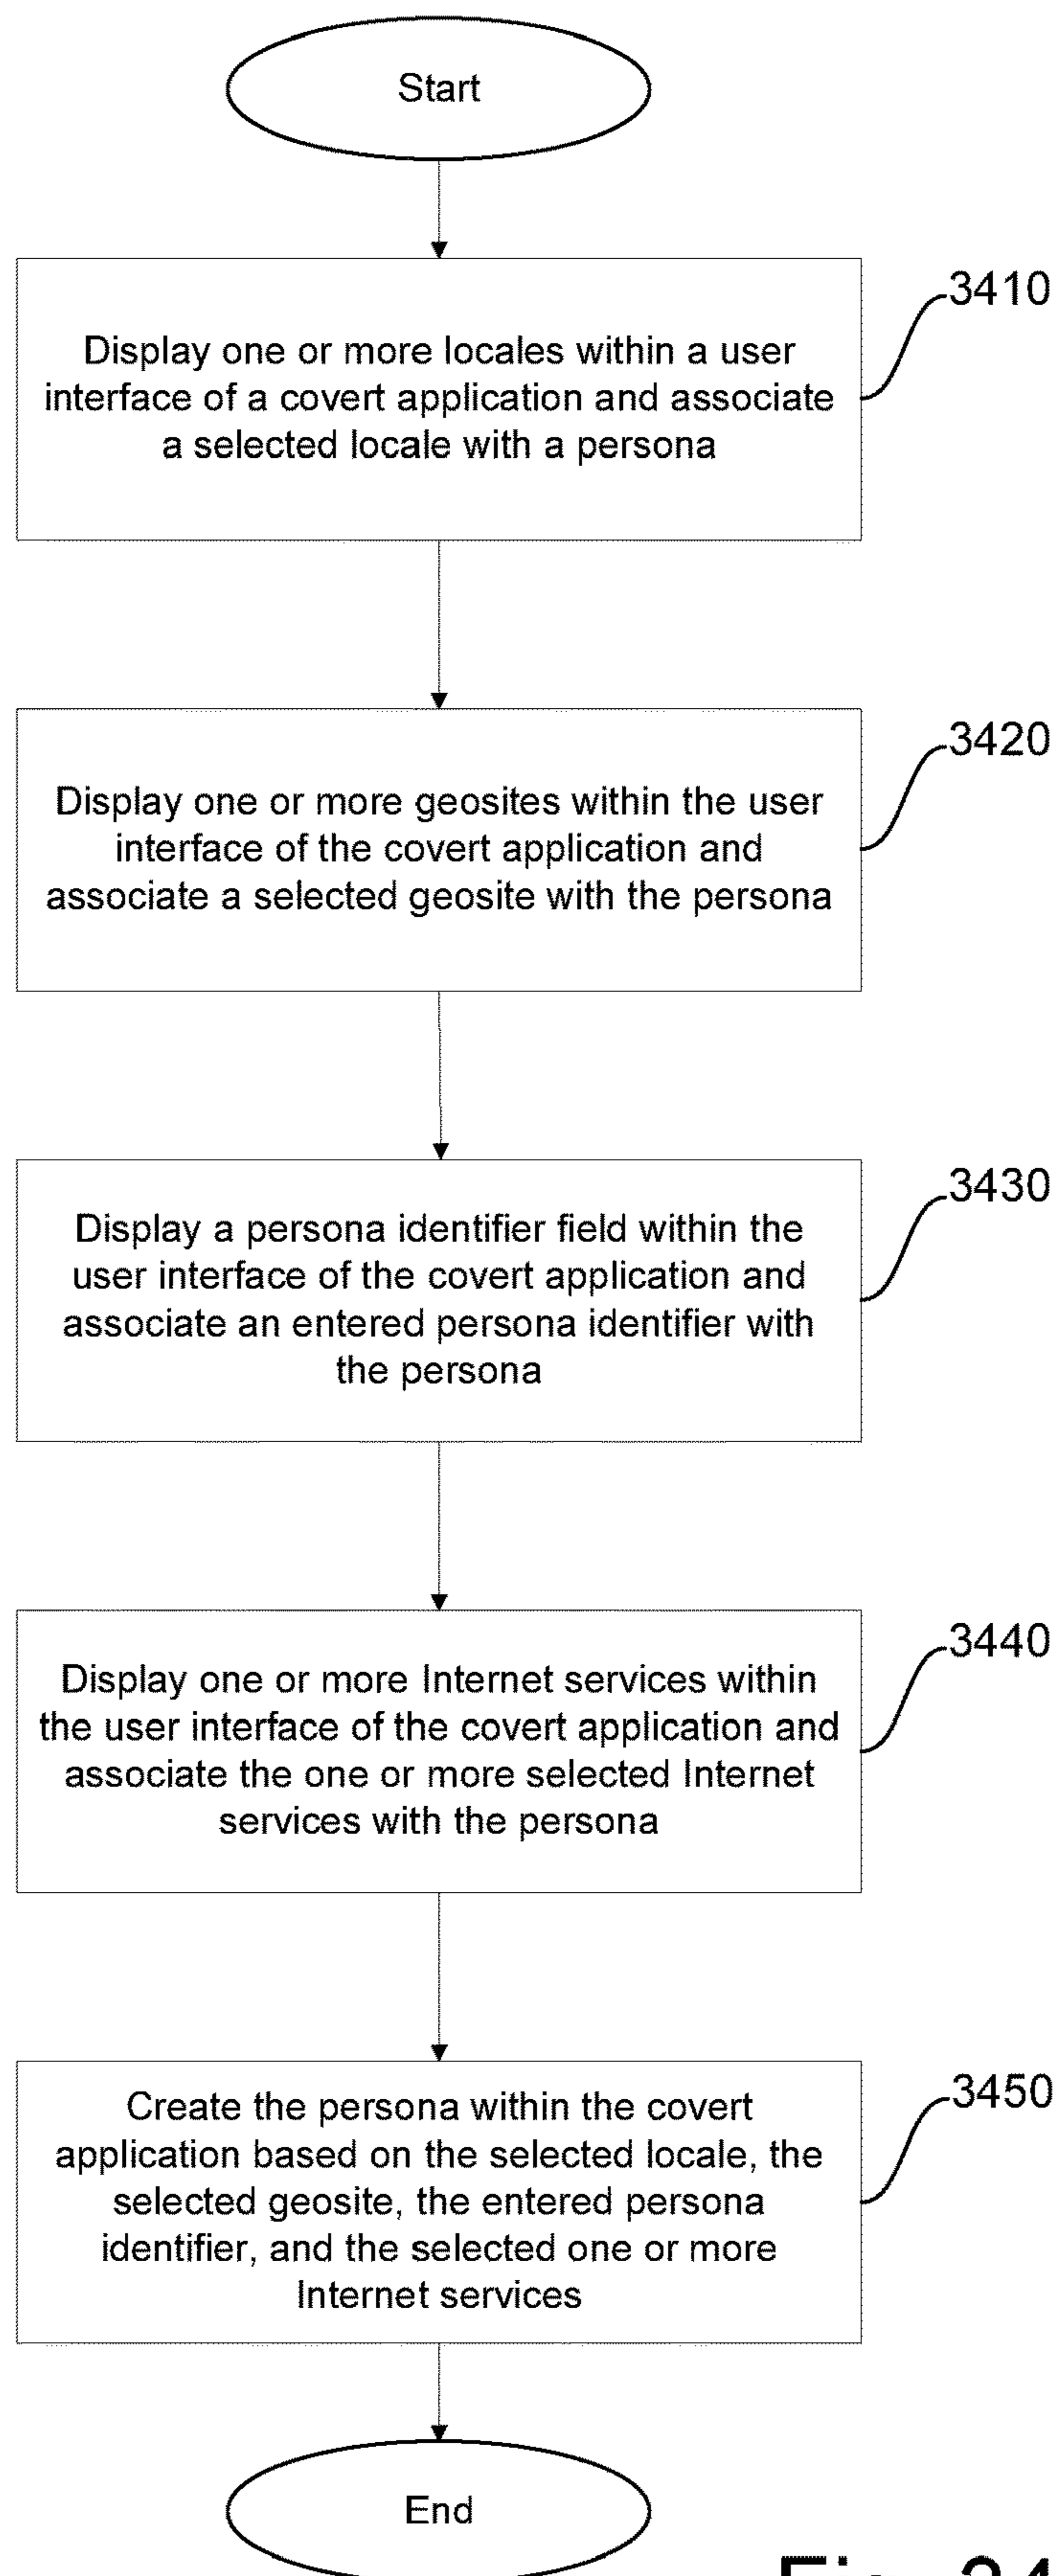 Start
3410
Display one or more locales within a user
interface of a covert application and associate
a selected locale with a persona
3420
Display one or more geosites within the user
interface of the covert application and
associate a selected geosite with the persona
3430
Display a persona identifier field within the
user interface of the covert application and
associate an entered persona identifier with
the persona
3440
Display one or more Internet services within
the user interface of the covert application and
associate the one or more selected Internet
services with the persona
3450
Create the persona within the covert
application based on the selected locale, the
selected geosite, the entered persona
identifier, and the selected one or more
Internet services
End
Fig. 34